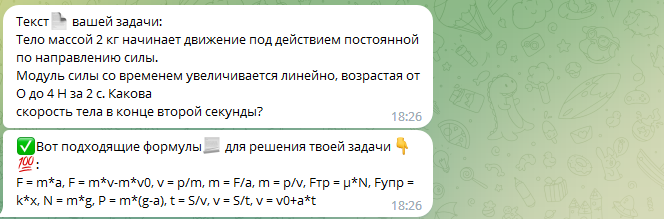 Текст📄 вашей задачи:
Тело массой 2 кг начинает движение под действием постоянной
по направлению силы.
Модуль силы со временем увеличивается линейно, возрастая от
О до 4 Н за 2 с. Какова
скорость тела в конце второй секунды?
18:26
✅Вот подходящие формулы📃 для решения твоей задачи 👇
💯:
F = m*a, F = m*v-m*v0, v = p/m, m = F/a, m = p/v, Fтр = µ*N, Fупр =
k*x, N = m*g, P = m*(g-a), t = S/v, v = S/t, v = v0+a*t
18:26